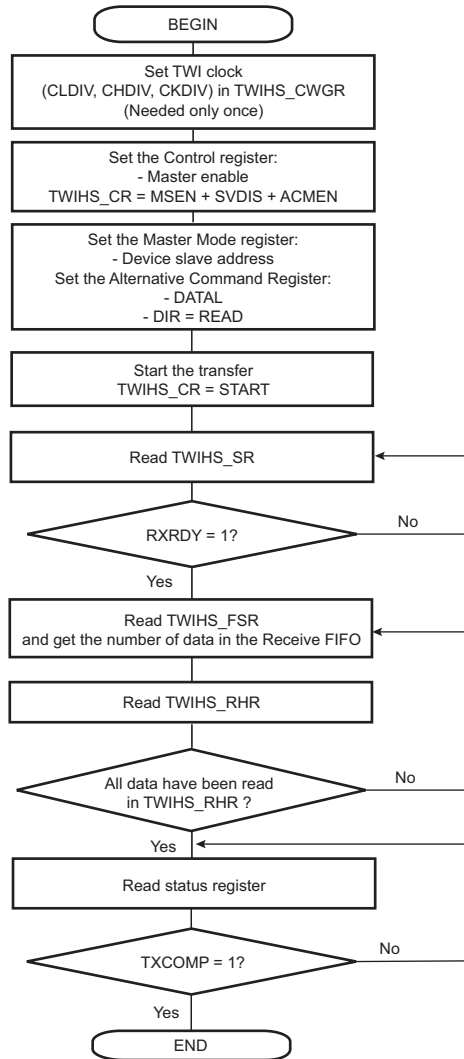 BEGIN
Set TWI clock
(CLDIV, CHDIV, CKDIV) in TWIHS_CWGR
(Needed only once)
Set the Control register:
- Master enable
TWIHS_CR = MSEN + SVDIS + ACMEN
Set the Master Mode register:
- Device slave address
Set the Alternative Command Register:
- DATAL
- DIR = READ
Start the transfer
TWIHS_CR = START
Read TWIHS_SR
RXRDY = 1?
No
Yes
Read TWIHS_FSR
and get the number of data in the Receive FIFO
Read TWIHS_RHR
All data have been read
in TWIHS_RHR ?
No
Yes
Read status register
TXCOMP = 1?
No
Yes
END